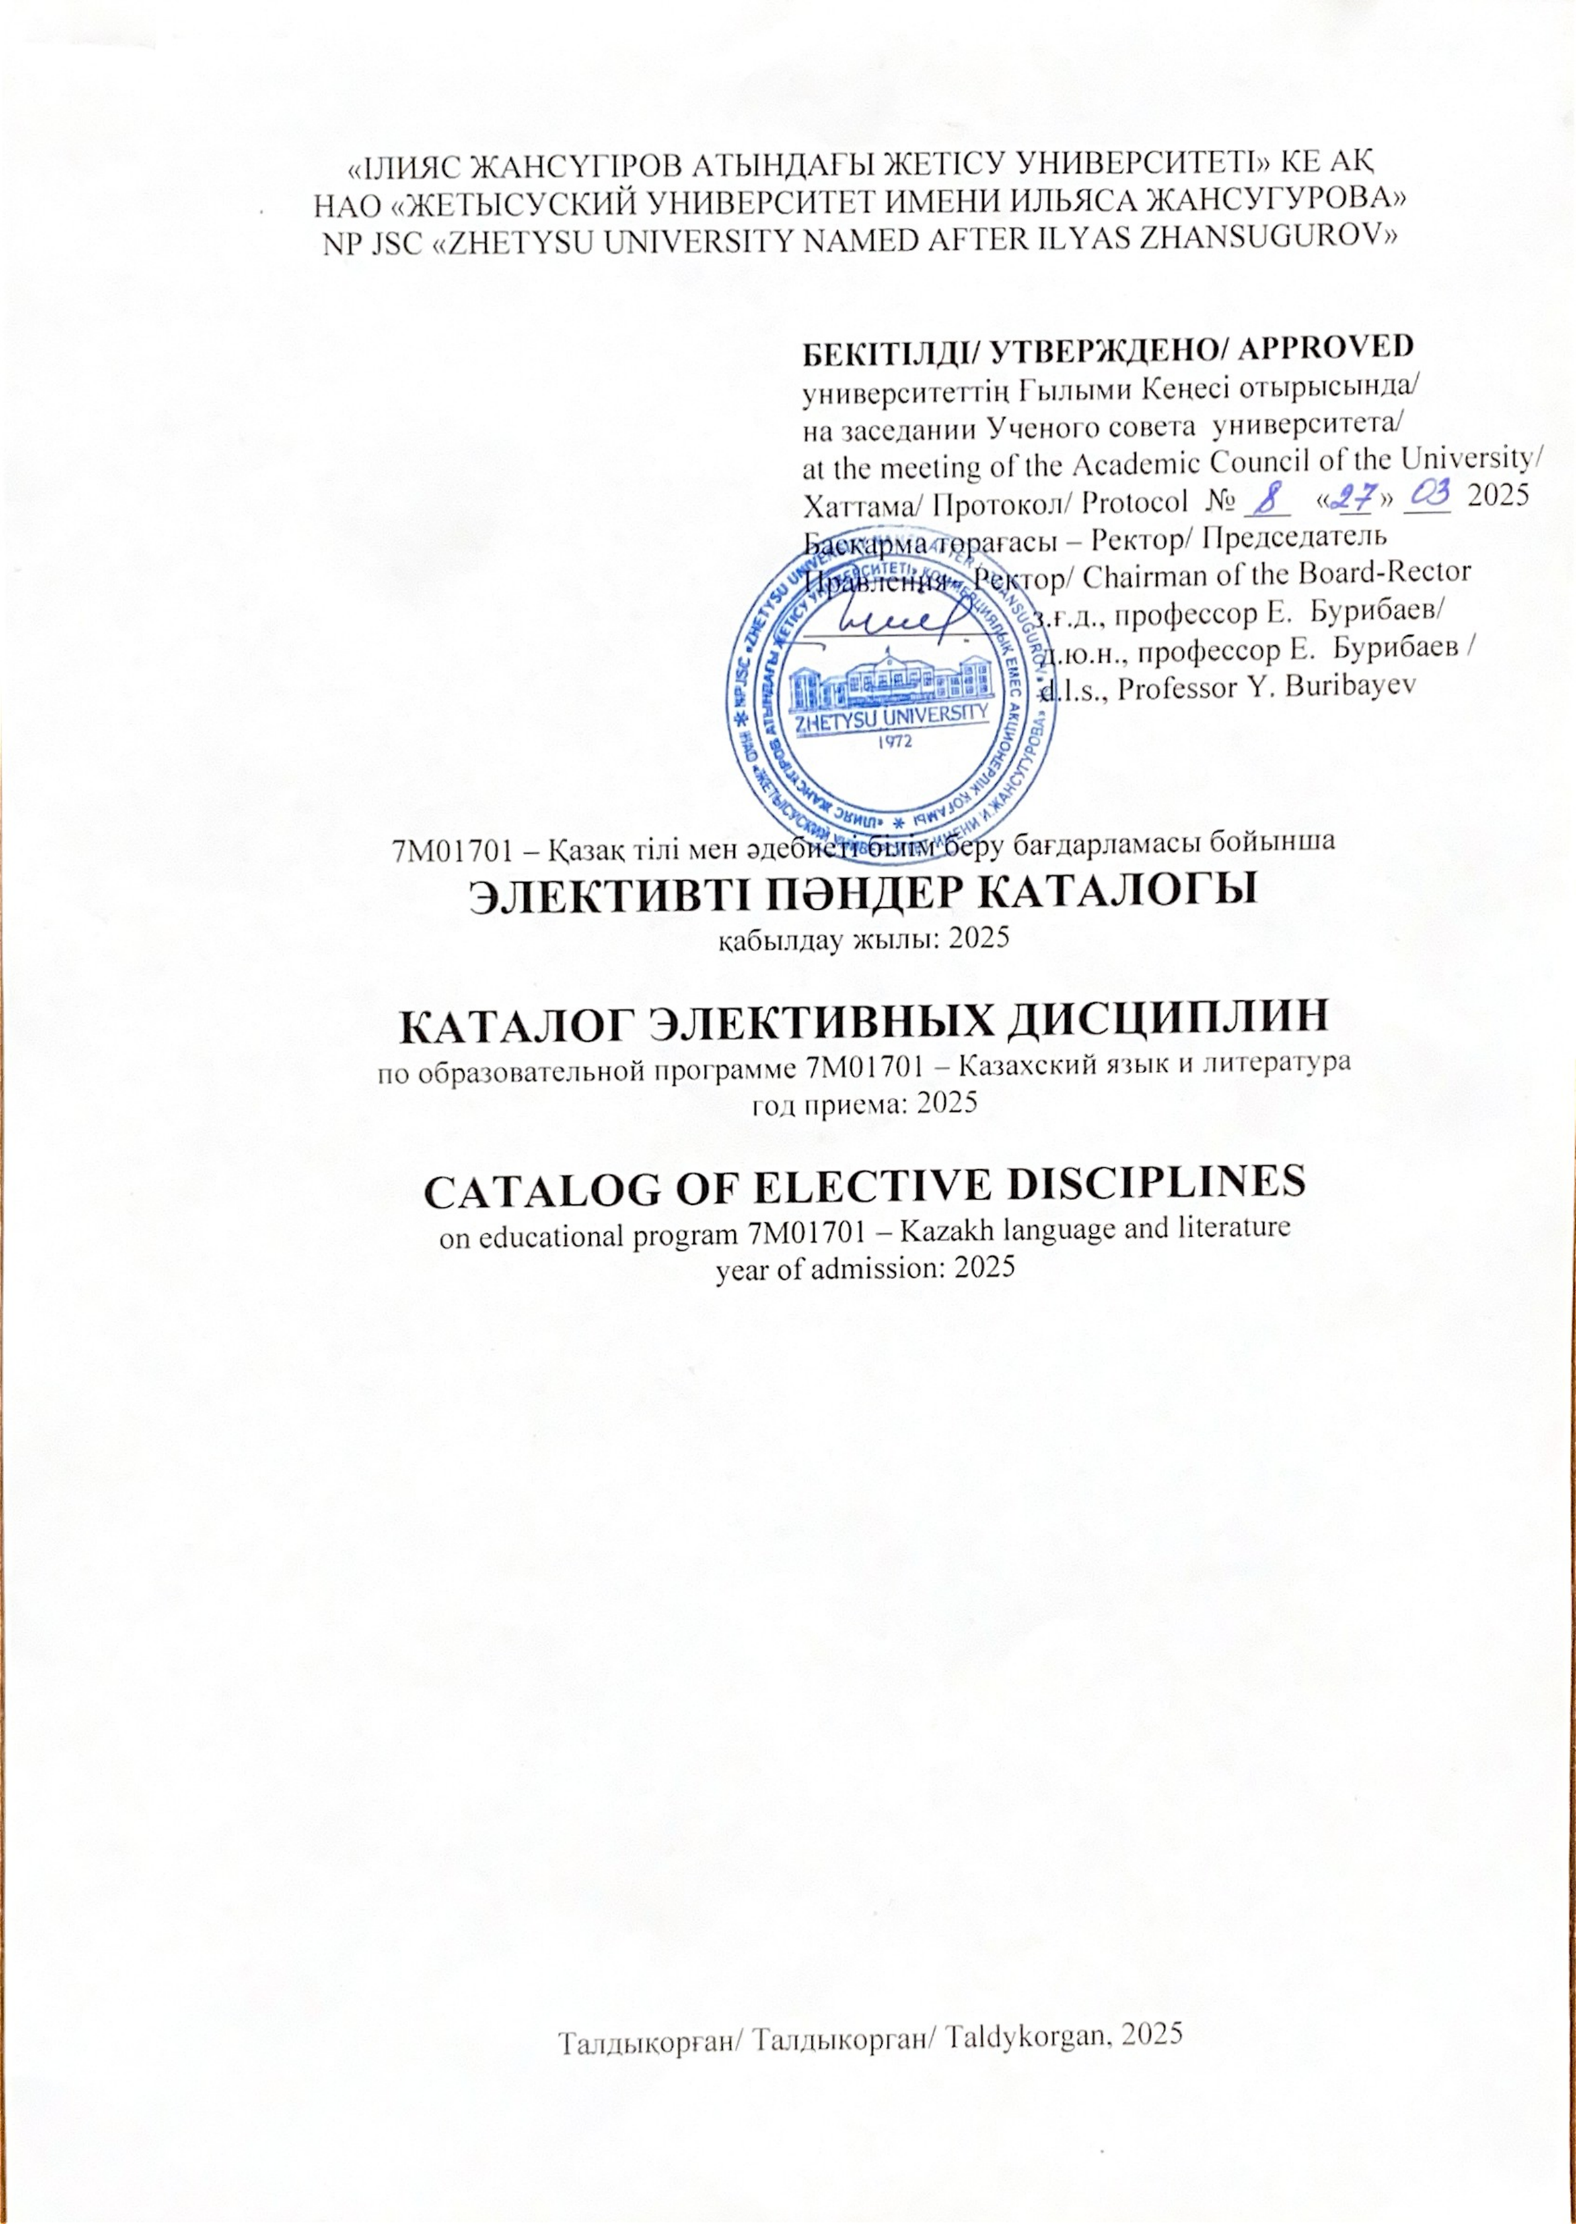 «ІЛИЯС ЖАНСҮГІРОВ АТЫНДАҒЫ ЖЕТІСУ УНИВЕРСИТЕТІ» КЕ АҚ
НАО «ЖЕТЫСУСКИЙ УНИВЕРСИТЕТ ИМЕНИ ИЛЬЯСА ЖАНСУГУРОВА»
NP JSC «ZHETYSU UNIVERSITY NAMED AFTER ILYAS ZHANSUGUROV»
БЕКІТІЛДІ/ УТВЕРЖДЕНО/ APPROVED
университеттің Ғылыми Кеңесі отырысында/
на заседании Ученого совета университета/
at the meeting of the Academic Council of the University/
Хаттама/ Протокол/ Protocol № 8 «27» 03 2025
Басқарма төрағасы – Ректор/ Председатель
Правления - Ректор/ Chairman of the Board-Rector
з.ғ.д., профессор Е. Бурибаев/
д.ю.н., профессор Е. Бурибаев /
d.l.s., Professor Y. Buribayev
ZHETYSU UNIVERSITY
1972
7М01701 – Қазақ тілі мен әдебиеті білім беру бағдарламасы бойынша
ЭЛЕКТИВТІ ПӘНДЕР КАТАЛОГЫ
қабылдау жылы: 2025
КАТАЛОГ ЭЛЕКТИВНЫХ ДИСЦИПЛИН
по образовательной программе 7М01701 – Казахский язык и литература
год приема: 2025
CATALOG OF ELECTIVE DISCIPLINES
on educational program 7M01701 – Kazakh language and literature
year of admission: 2025
Талдықорған/ Талдыкорган/ Taldykorgan, 2025